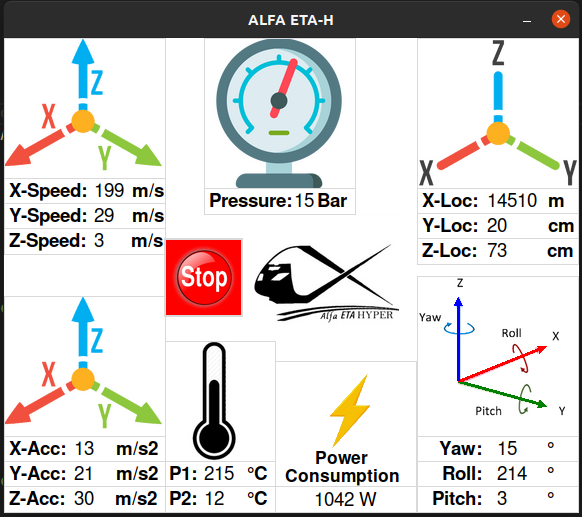 ALFA ETA-H
Z
X
Y
X-Speed: 199 m/s
Y-Speed: 29 m/s
Z-Speed: 3 m/s
Pressure: 15 Bar
Z
X
Y
X-Loc: 14510 m
Y-Loc: 20 cm
Z-Loc: 73 cm
Stop
Alfa ETA HYPER
Z
X
Y
X-Acc: 13 m/s2
Y-Acc: 21 m/s2
Z-Acc: 30 m/s2
P1: 215 °C
P2: 12 °C
Power
Consumption
1042 W
Z
Yaw
Roll
X
Pitch
Y
Yaw: 15 °
Roll: 214 °
Pitch: 3 °